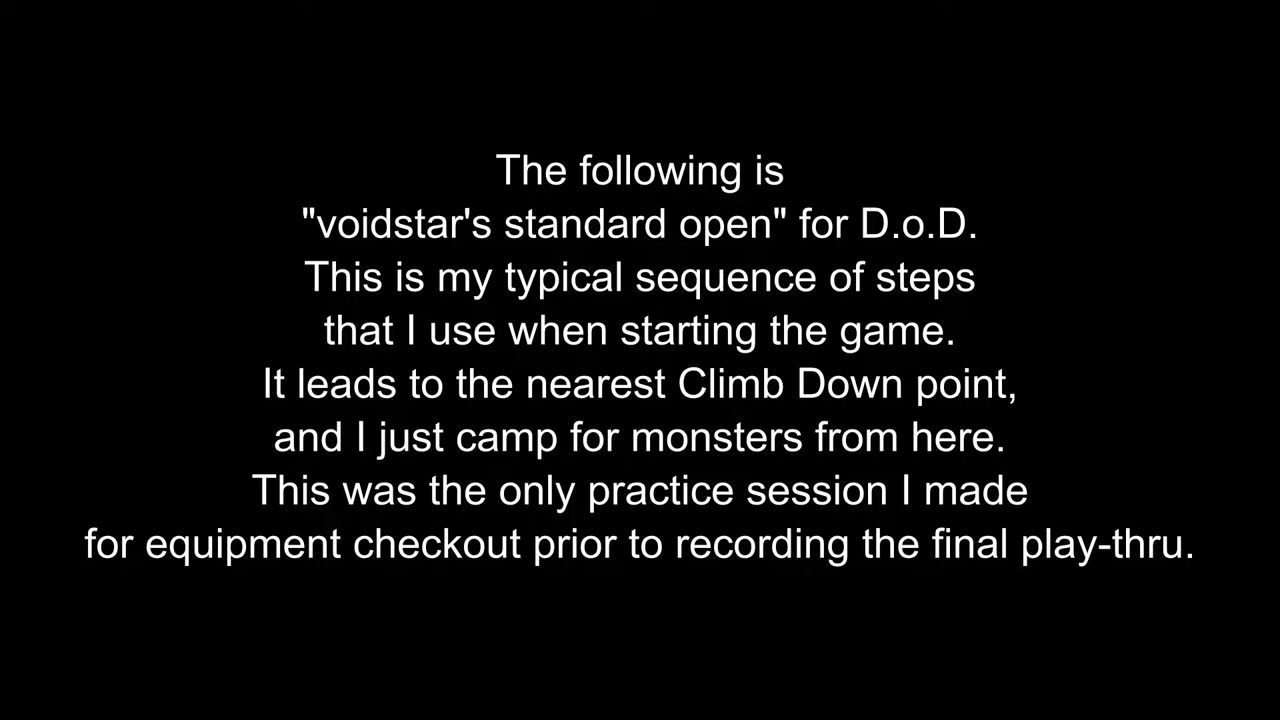 The following is
"voidstar's standard open" for D.o.D.
This is my typical sequence of steps
that I use when starting the game.
It leads to the nearest Climb Down point,
and I just camp for monsters from here.
This was the only practice session I made
for equipment checkout prior to recording the final play-thru.